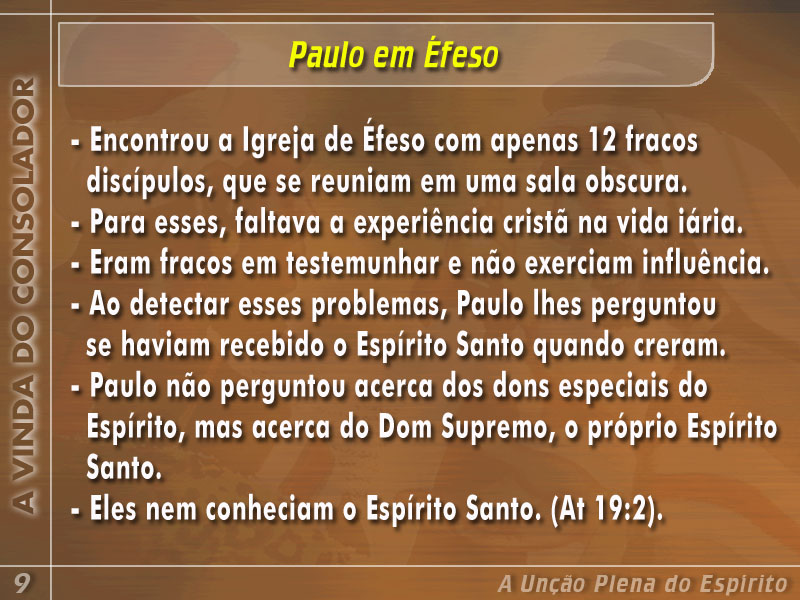 Paulo em Éfeso
A VINDA DO CONSOLADOR
- Encontrou a Igreja de Éfeso com apenas 12 fracos
discípulos, que se reuniam em uma sala obscura.
- Para esses, faltava a experiência cristã na vida iária.
- Eram fracos em testemunhar e não exerciam influência.
- Ao detectar esses problemas, Paulo lhes perguntou
se haviam recebido o Espírito Santo quando creram.
- Paulo não perguntou acerca dos dons especiais do
Espírito, mas acerca do Dom Supremo, o próprio Espírito
Santo.
- Eles nem conheciam o Espírito Santo. (At 19:2).
9
A Unção Plena do Espírito